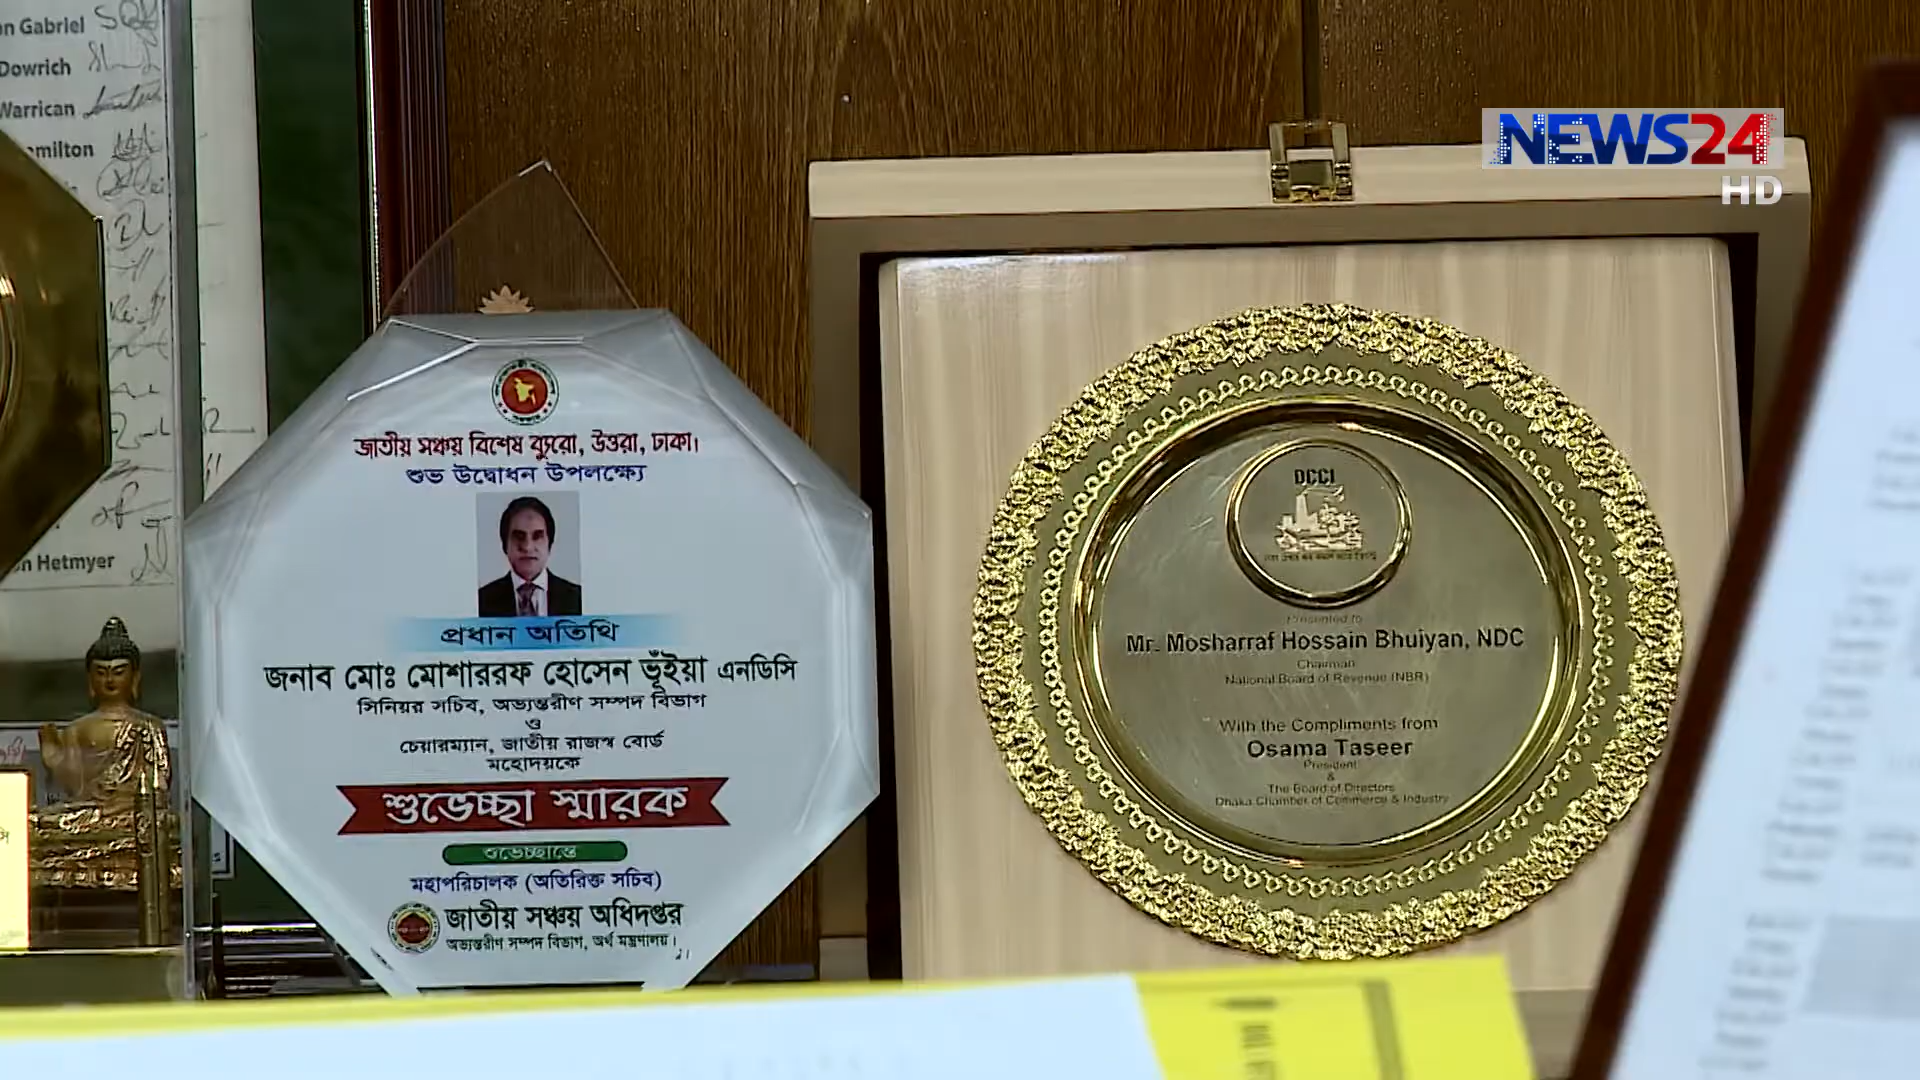 on Gabriel
Dowrich
Warrican
amilton
n Hetmyer
NEWS24
HD
জাতীয় সঞ্চয় বিশেষ ব্যুরো, উত্তরা, ঢাকা।
শুভ উদ্বোধন উপলক্ষ্যে
প্রধান অতিথি
জনাব মোঃ মোশাররফ হোসেন ভূঁইয়া এনডিসি
সিনিয়র সচিব, অভ্যন্তরীণ সম্পদ বিভাগ
ও
চেয়ারম্যান, জাতীয় রাজস্ব বোর্ড
মহোদয়কে
শুভেচ্ছা স্মারক
শুভেচ্ছান্তে
মহাপরিচালক (অতিরিক্ত সচিব)
জাতীয় সঞ্চয় অধিদপ্তর
অভ্যন্তরীণ সম্পদ বিভাগ, অর্থ মন্ত্রণালয়।
DCCI
Presented to
Mr. Mosharraf Hossain Bhuiyan, NDC
Chairman
National Board of Revenue (NBR)
With the Compliments from
Osama Taseer
President
&
The Board of Directors
Dhaka Chamber of Commerce & Industry